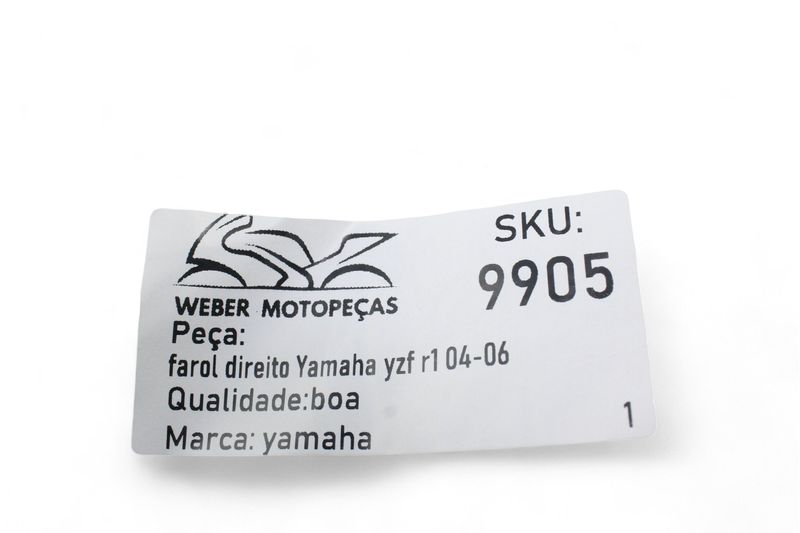 SKU:
9905
WEBER MOTOPEÇAS
Peça:
farol direito Yamaha yzf r1 04-06
Qualidade:boa
Marca: yamaha
1